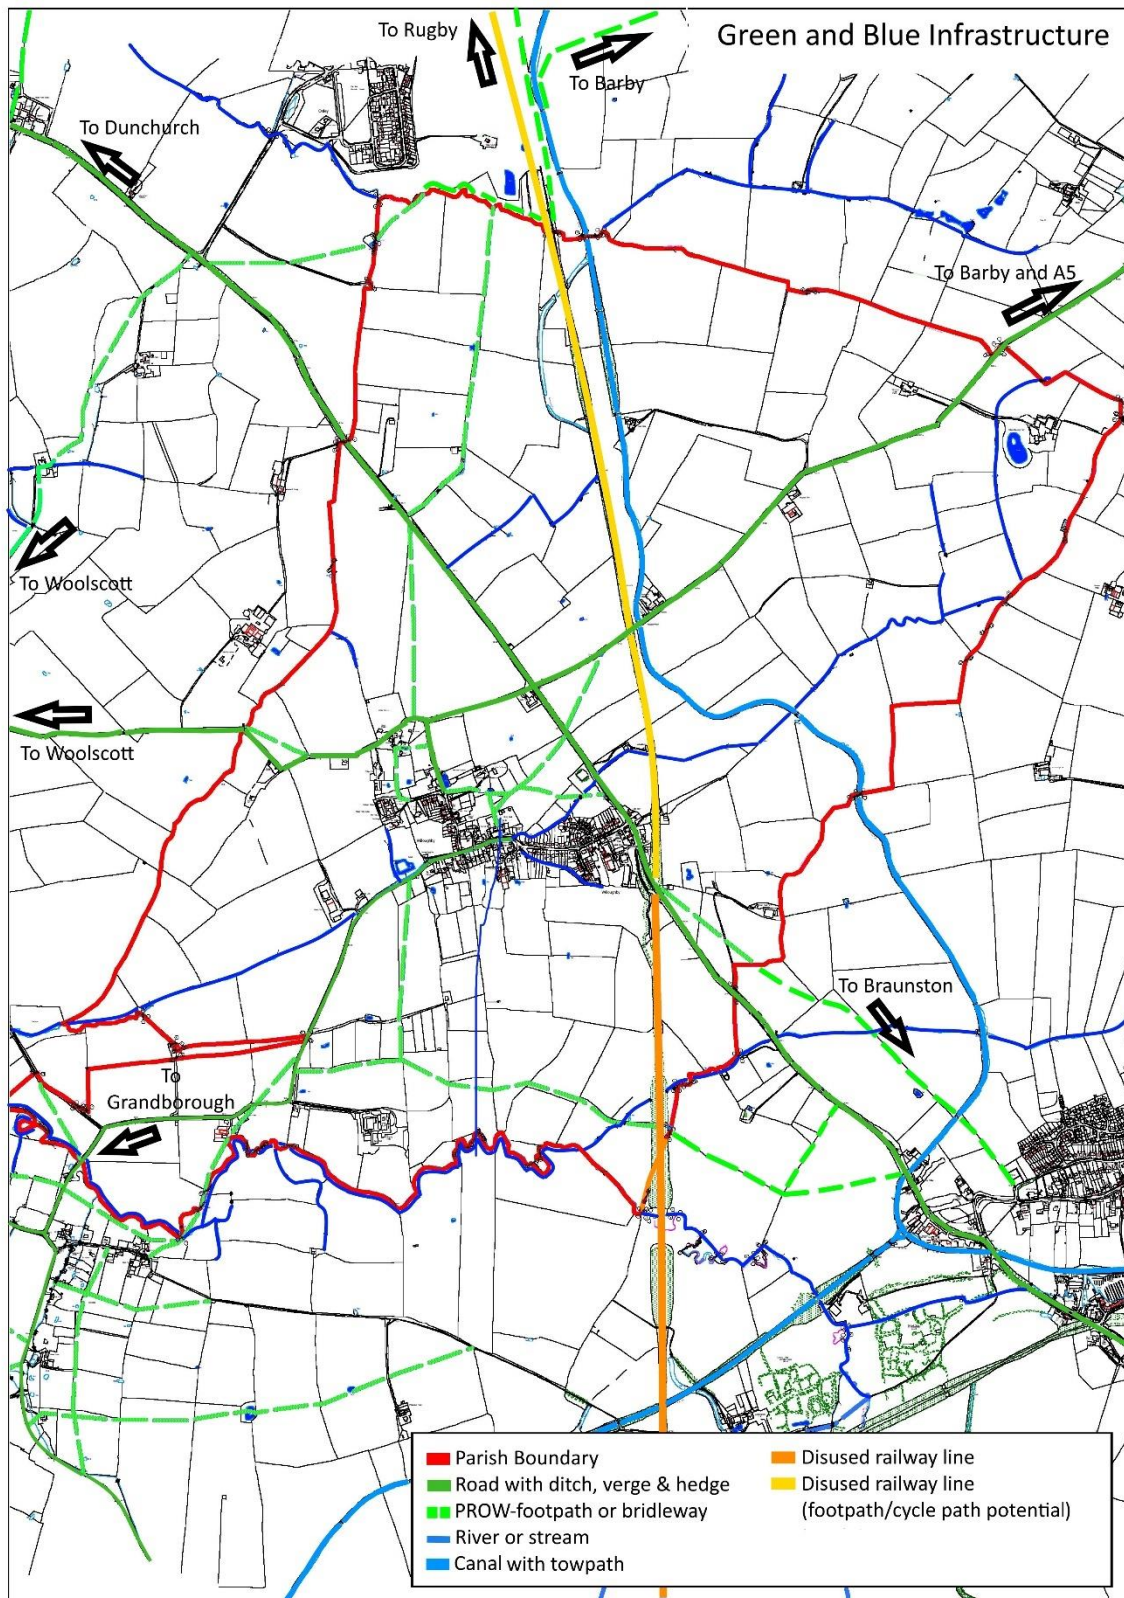 Green and Blue Infrastructure
To Rugby
To Barby
To Dunchurch
To Barby and A5
To Woolscott
To Woolscott
To Braunston
To
Grandborough
Willoughby
Willoughby
Parish Boundary
Road with ditch, verge & hedge
PROW-footpath or bridleway
River or stream
Canal with towpath
Disused railway line
Disused railway line
(footpath/cycle path potential)